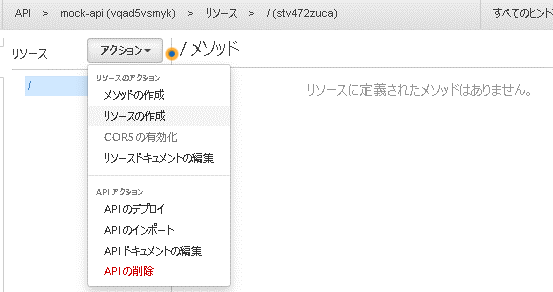 API > mock-api (vqad5vsmyk) > リソース > / (stv472zuca) すべてのヒント
リソース アクション / メソッド
/ リソースに定義されたメソッドはありません。
リソースのアクション
メソッドの作成
リソースの作成
CORS の有効化
リソースドキュメントの編集
API アクション
API のデプロイ
API のインポート
API ドキュメントの編集
API の削除